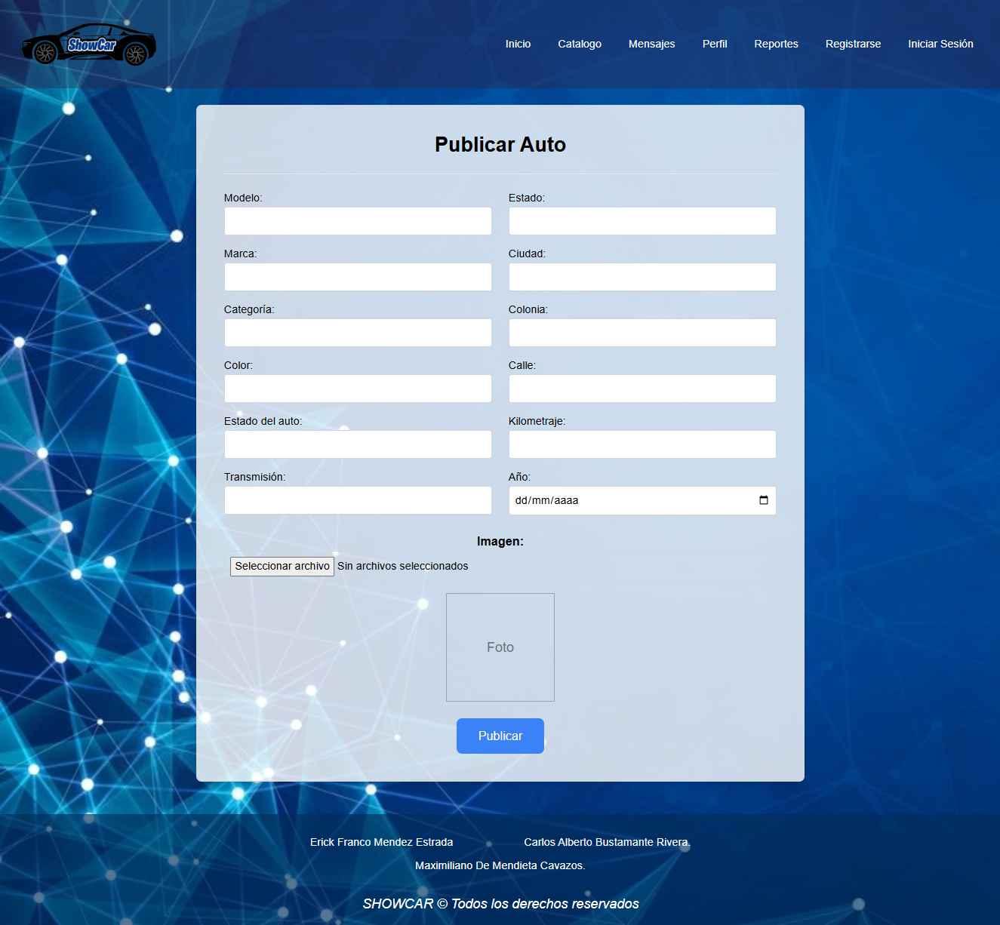 ShowCar
Inicio Catalogo Mensajes Perfil Reportes Registrarse Iniciar Sesión
Publicar Auto
Modelo: Estado:
Marca: Ciudad:
Categoría: Colonia:
Color: Calle:
Estado del auto: Kilometraje:
Transmisión: Año:
dd/mm/aaaa
Imagen:
Seleccionar archivo Sin archivos seleccionados
Foto
Publicar
Erick Franco Mendez Estrada Carlos Alberto Bustamante Rivera.
Maximiliano De Mendieta Cavazos.
SHOWCAR © Todos los derechos reservados